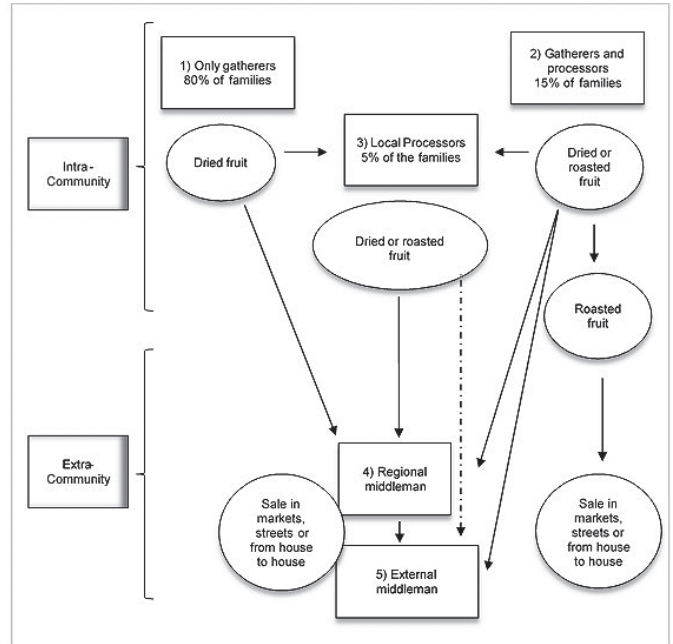 1) Only gatherers
80% of families
2) Gatherers and
processors
15% of families
Intra-
Community
Dried fruit
3) Local Processors
5% of the families
Dried or
roasted
fruit
Dried or roasted
fruit
Roasted
fruit
Extra-
Community
4) Regional
middleman
Sale in
markets,
streets or
from house
to house
5) External
middleman
Sale in
markets,
streets or
from house
to house